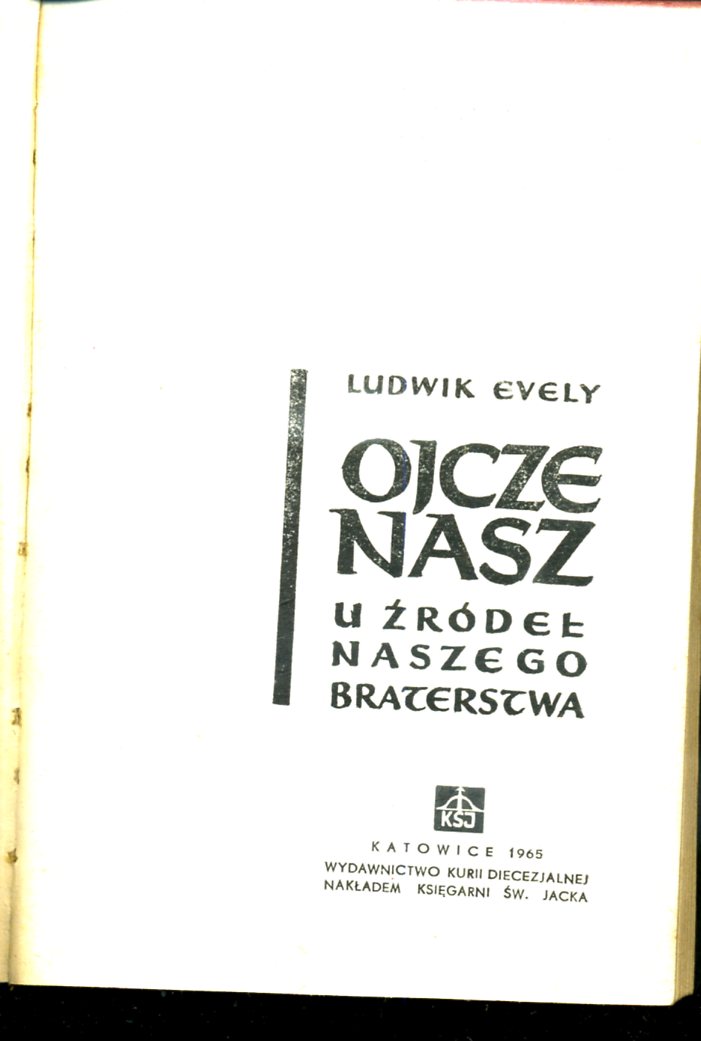 LUDWIK EVELY
OJCZE
NASZ
U ŹRÓDEŁ
NASZEGO
BRATERSTWA
KSJ
KATOWICE 1965
WYDAWNICTWO KURII DIECEZJALNEJ
NAKŁADEM KSIĘGARNI ŚW. JACKA